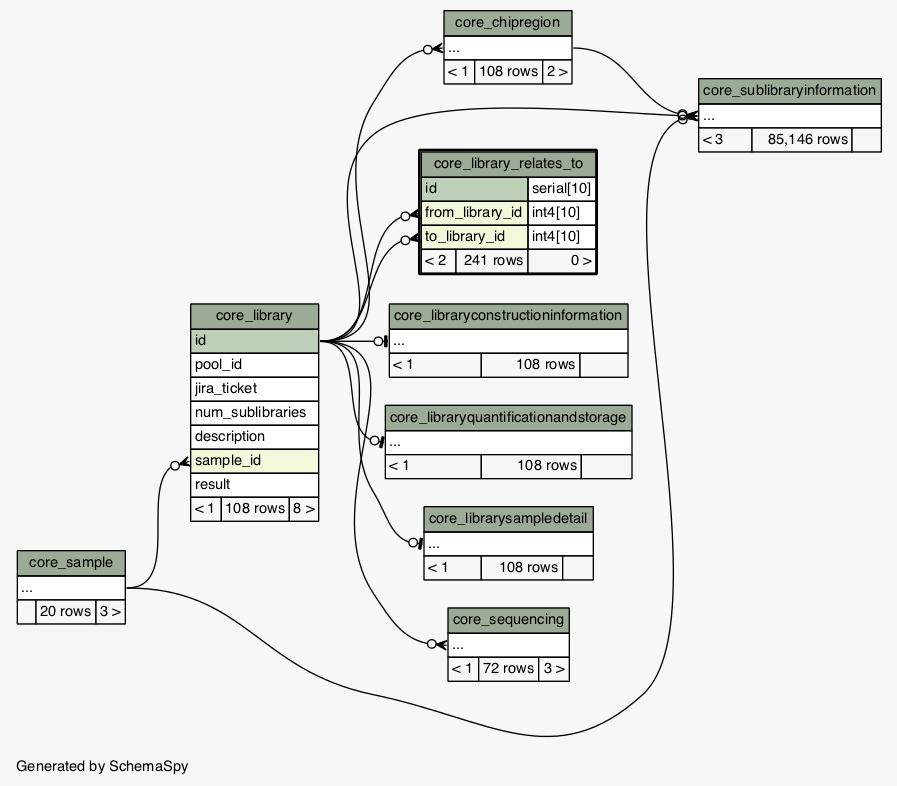 core_chipregion
...
< 1 108 rows 2 >
core_sublibraryinformation
...
< 3 85,146 rows
core_library_relates_to
id serial[10]
from_library_id int4[10]
to_library_id int4[10]
< 2 241 rows 0 >
core_library
id
pool_id
jira_ticket
num_sublibraries
description
sample_id
result
< 1 108 rows 8 >
core_libraryconstructioninformation
...
< 1 108 rows
core_libraryquantificationandstorage
...
< 1 108 rows
core_librarysampledetail
...
< 1 108 rows
core_sample
...
20 rows 3 >
core_sequencing
...
< 1 72 rows 3 >
Generated by SchemaSpy